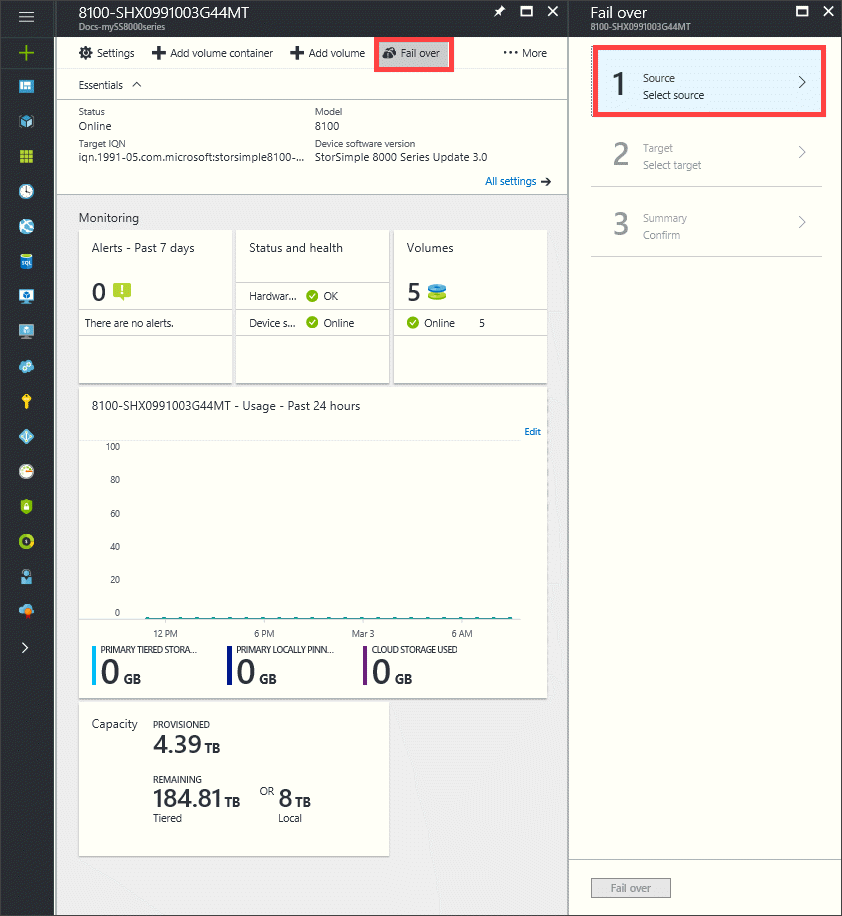 8100-SHX0991003G44MT
Docs-mySS8000series
Settings
Add volume container
Add volume
Fail over
More
Essentials
Status
Online
Model
8100
Target IQN
iqn.1991-05.com.microsoft:storsimple8100-...
Device software version
StorSimple 8000 Series Update 3.0
All settings
Monitoring
Alerts - Past 7 days
0
There are no alerts.
Status and health
Hardwar... OK
Device s... Online
Volumes
5
Online 5
8100-SHX0991003G44MT - Usage - Past 24 hours
Edit
100
80
60
40
20
0
12 PM 6 PM Mar 3 6 AM
PRIMARY TIERED STORA...
0 GB
PRIMARY LOCALLY PINN...
0 GB
CLOUD STORAGE USED
0 GB
Capacity
PROVISIONED
4.39 TB
REMAINING
184.81 TB
Tiered
OR
8 TB
Local
Fail over
8100-SHX0991003G44MT
1
Source
Select source
2
Target
Select target
3
Summary
Confirm
Fail over
SQL